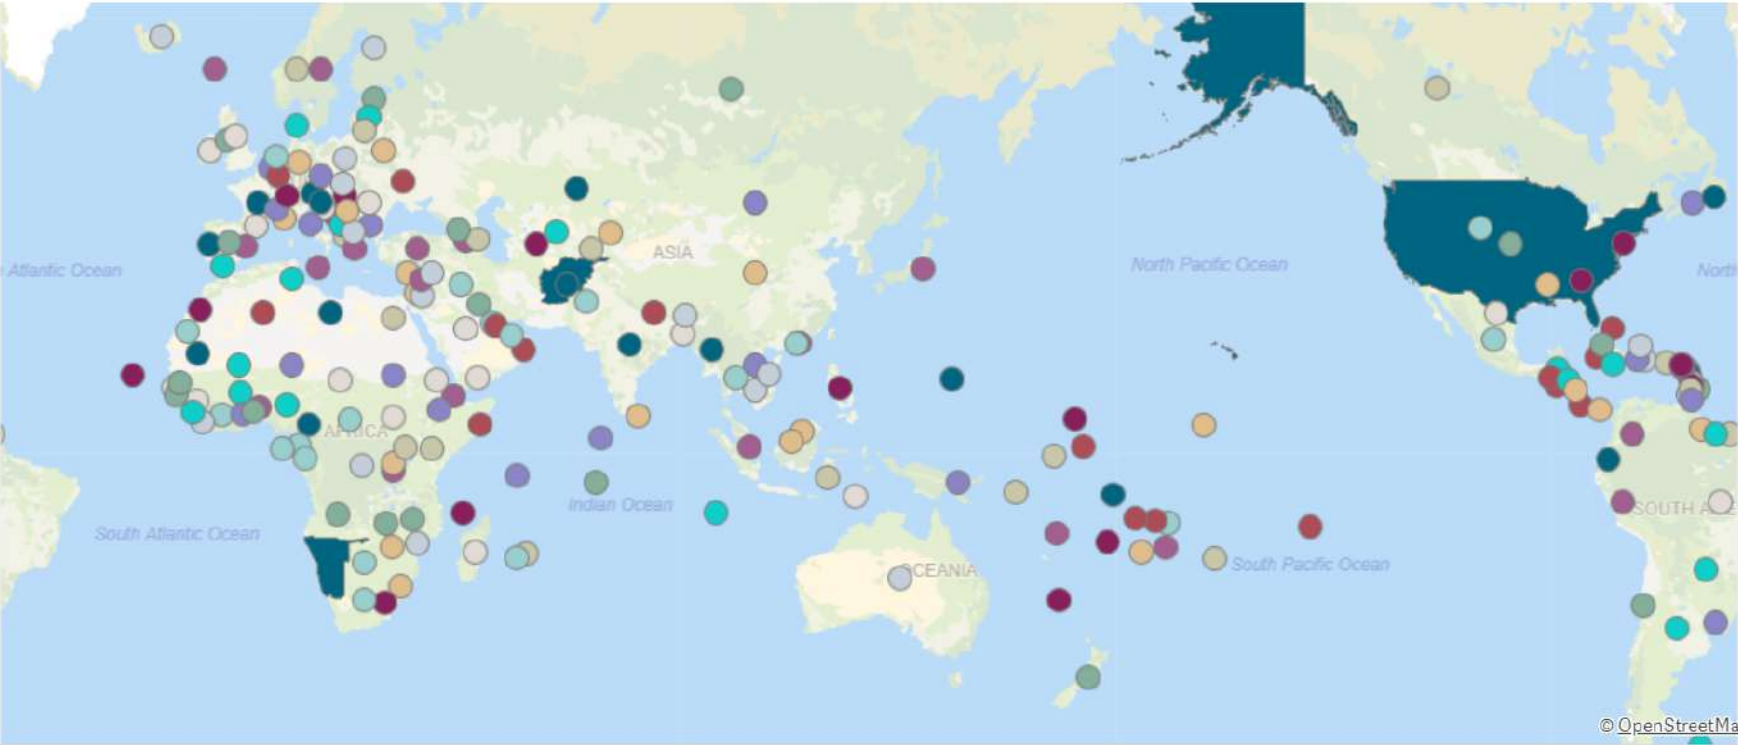 Atlantic Ocean
ASIA
North Pacific Ocean
North
AFRICA
Indian Ocean
South Atlantic Ocean
OCEANIA
South Pacific Ocean
SOUTH A
© OpenStreetMa